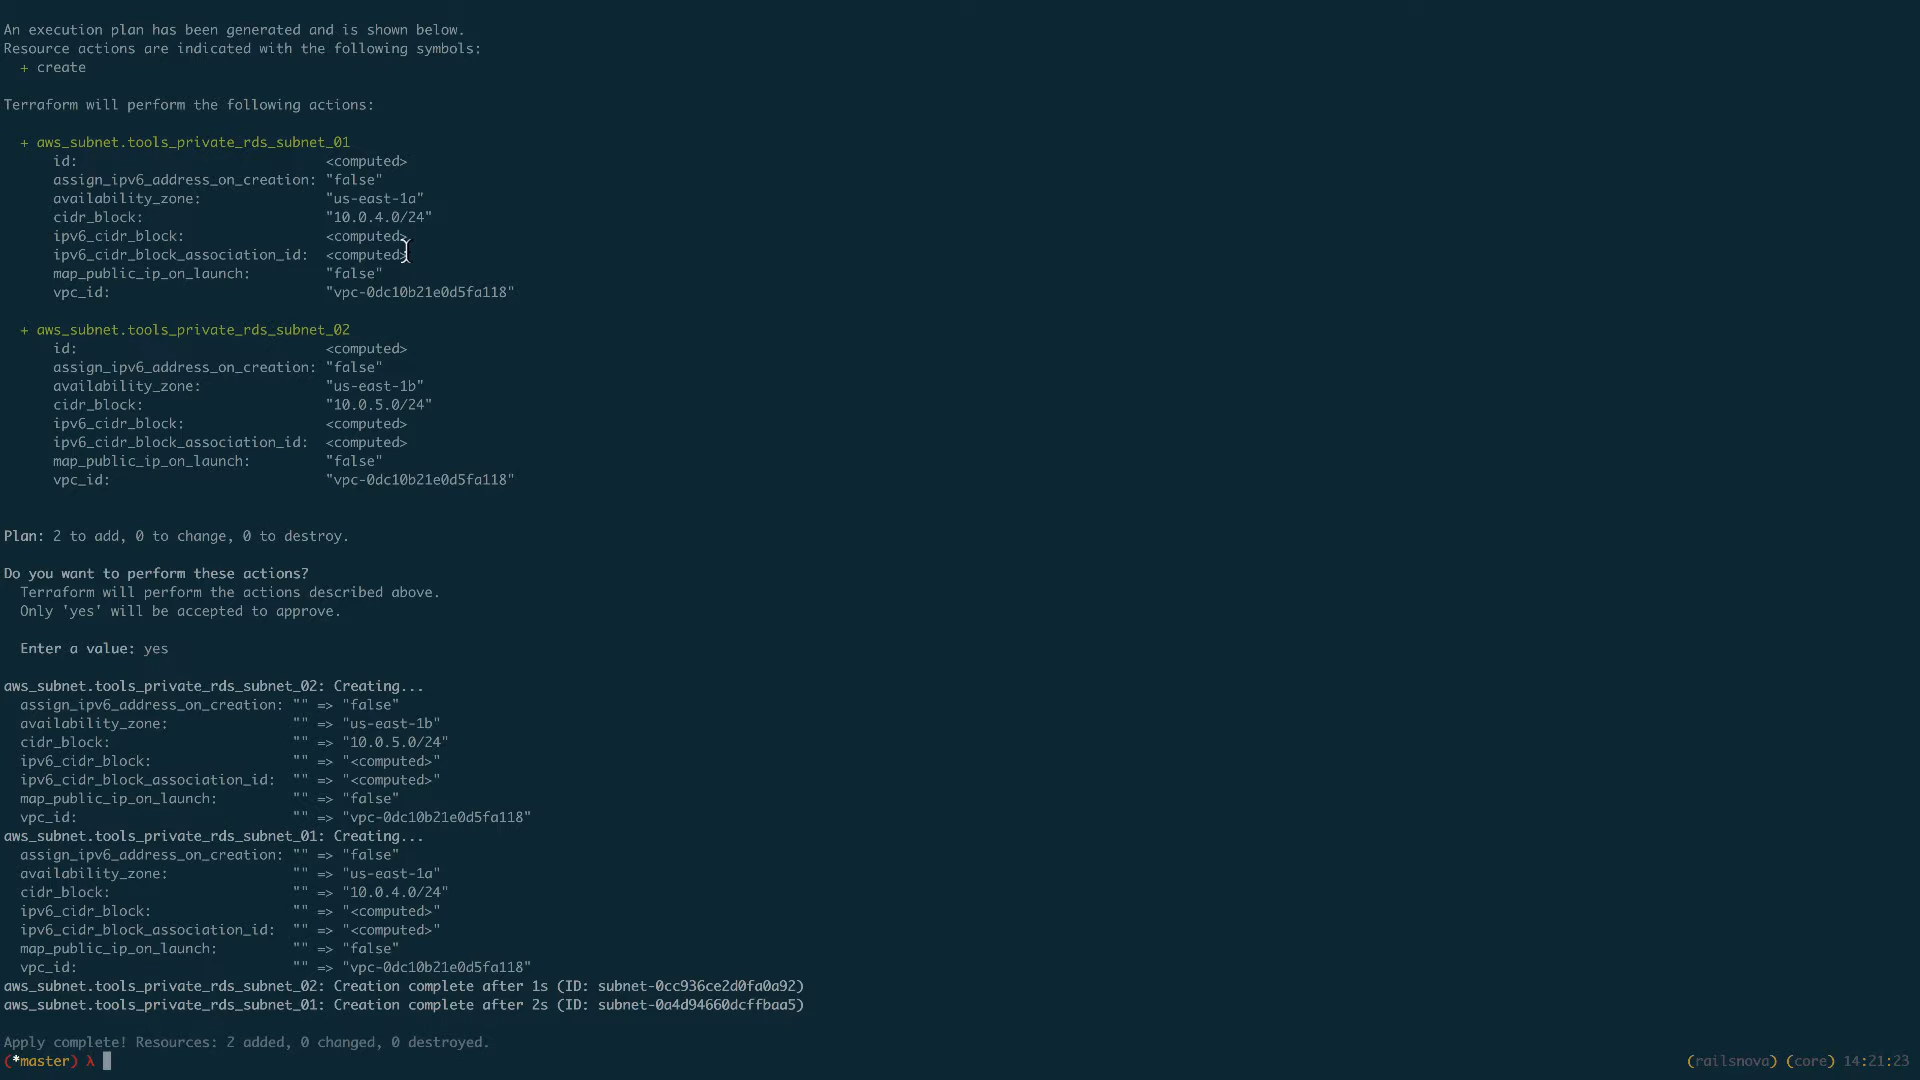 An execution plan has been generated and is shown below.
Resource actions are indicated with the following symbols:
  + create

Terraform will perform the following actions:

  + aws_subnet.tools_private_rds_subnet_01
      id:                              <computed>
      assign_ipv6_address_on_creation: "false"
      availability_zone:               "us-east-1a"
      cidr_block:                      "10.0.4.0/24"
      ipv6_cidr_block:                 <computed>
      ipv6_cidr_block_association_id:  <computed>
      map_public_ip_on_launch:         "false"
      vpc_id:                          "vpc-0dc10b21e0d5fa118"

  + aws_subnet.tools_private_rds_subnet_02
      id:                              <computed>
      assign_ipv6_address_on_creation: "false"
      availability_zone:               "us-east-1b"
      cidr_block:                      "10.0.5.0/24"
      ipv6_cidr_block:                 <computed>
      ipv6_cidr_block_association_id:  <computed>
      map_public_ip_on_launch:         "false"
      vpc_id:                          "vpc-0dc10b21e0d5fa118"

Plan: 2 to add, 0 to change, 0 to destroy.

Do you want to perform these actions?
  Terraform will perform the actions described above.
  Only 'yes' will be accepted to approve.

  Enter a value: yes

aws_subnet.tools_private_rds_subnet_02: Creating...
  assign_ipv6_address_on_creation: "" => "false"
  availability_zone:               "" => "us-east-1b"
  cidr_block:                      "" => "10.0.5.0/24"
  ipv6_cidr_block:                 "" => "<computed>"
  ipv6_cidr_block_association_id:  "" => "<computed>"
  map_public_ip_on_launch:         "" => "false"
  vpc_id:                          "" => "vpc-0dc10b21e0d5fa118"
aws_subnet.tools_private_rds_subnet_01: Creating...
  assign_ipv6_address_on_creation: "" => "false"
  availability_zone:               "" => "us-east-1a"
  cidr_block:                      "" => "10.0.4.0/24"
  ipv6_cidr_block:                 "" => "<computed>"
  ipv6_cidr_block_association_id:  "" => "<computed>"
  map_public_ip_on_launch:         "" => "false"
  vpc_id:                          "" => "vpc-0dc10b21e0d5fa118"
aws_subnet.tools_private_rds_subnet_02: Creation complete after 1s (ID: subnet-0cc936ce2d0fa0a92)
aws_subnet.tools_private_rds_subnet_01: Creation complete after 2s (ID: subnet-0a4d94660dcffbaa5)

Apply complete! Resources: 2 added, 0 changed, 0 destroyed.
(*master) λ (railsnova) (core) 14:21:23